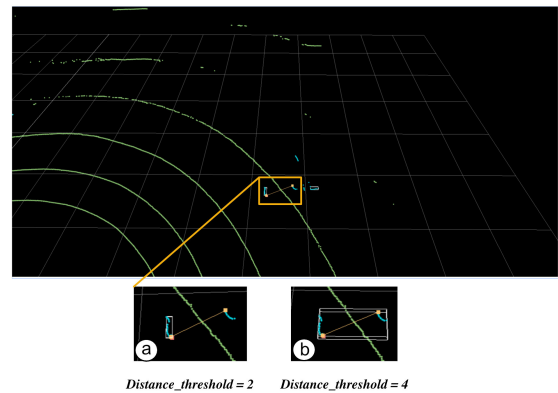 a
b
Distance_threshold = 2
Distance_threshold = 4